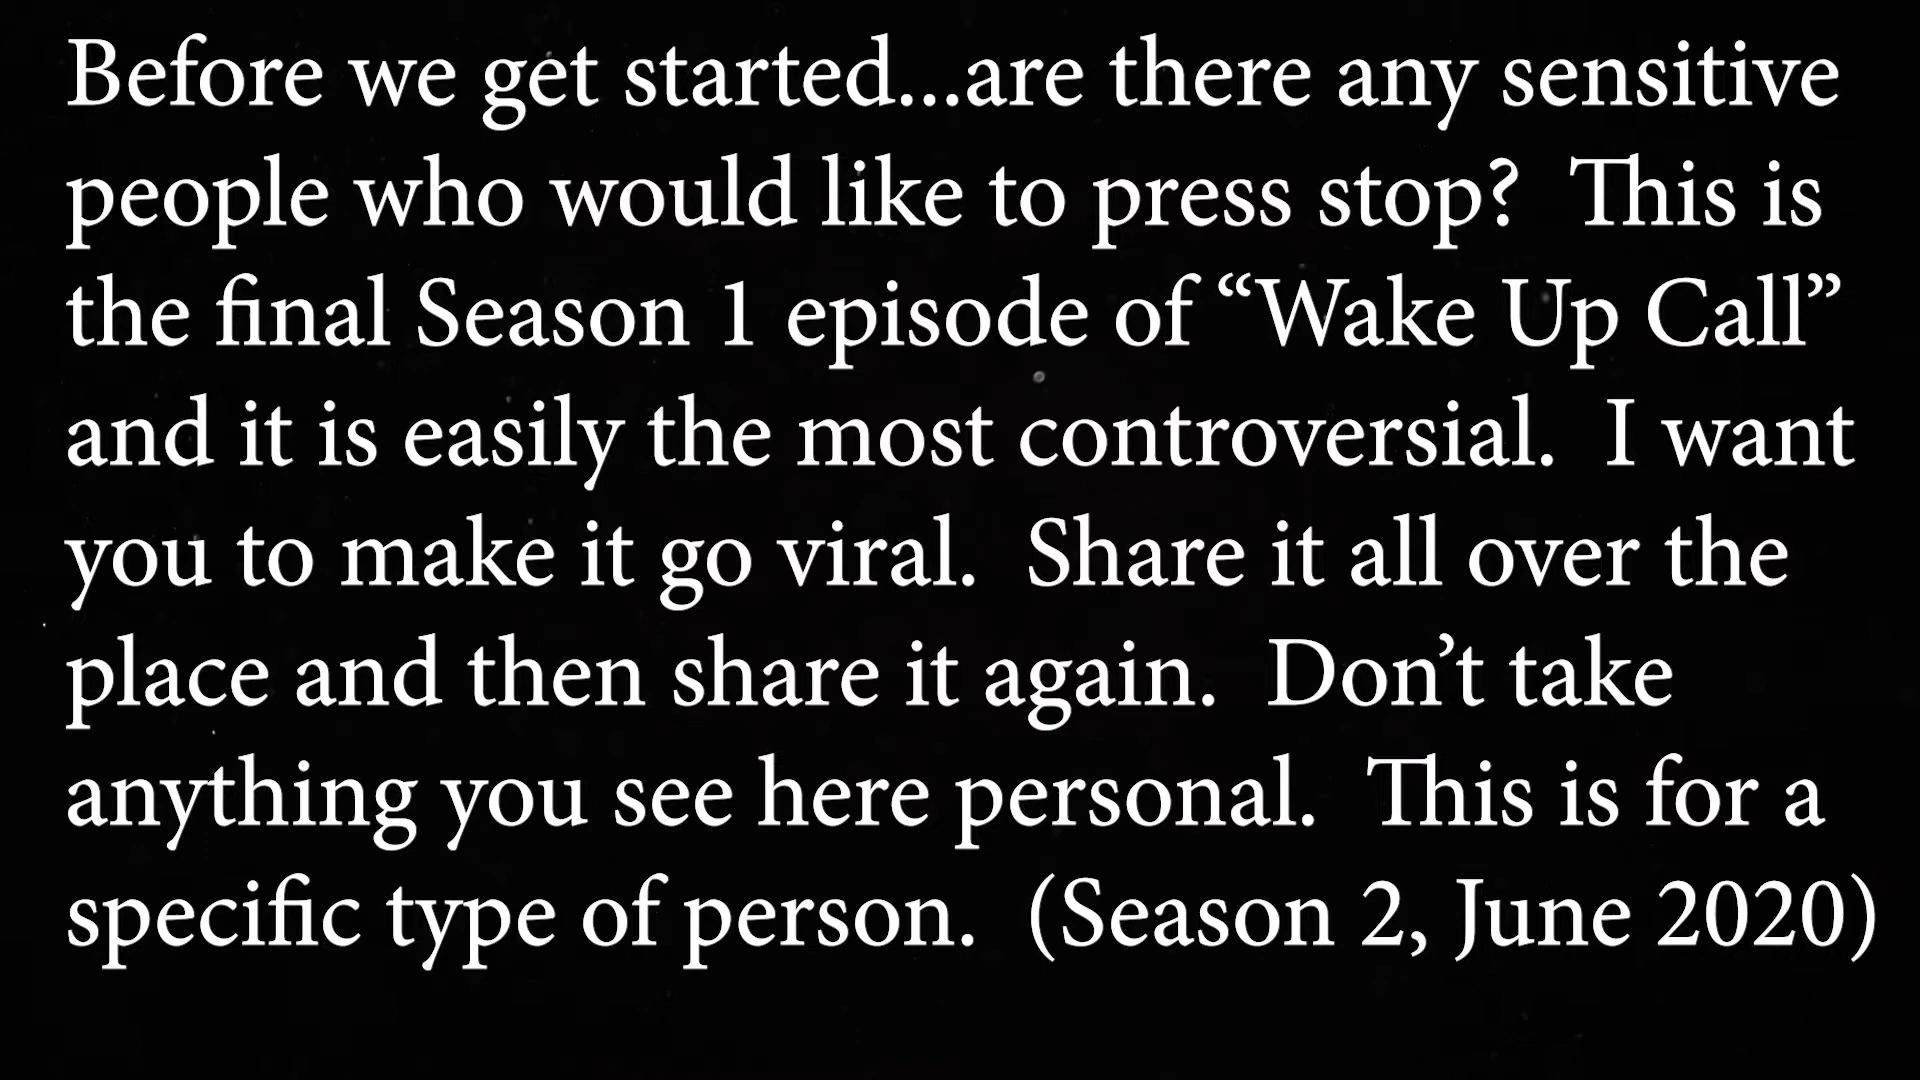 Before we get started...are there any sensitive
people who would like to press stop?  This is
the final Season 1 episode of “Wake Up Call”
and it is easily the most controversial.  I want
you to make it go viral.  Share it all over the
place and then share it again.  Don’t take
anything you see here personal.  This is for a
specific type of person.  (Season 2, June 2020)